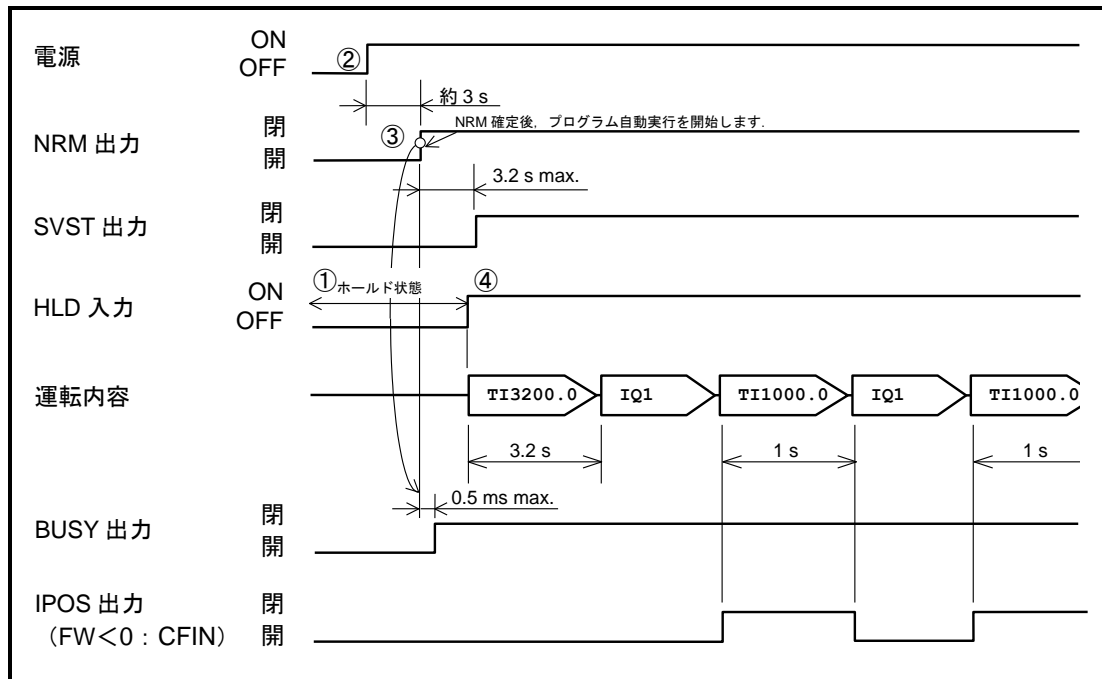 電源
ON
OFF
②
約 3 s
NRM 出力
閉
開
③
NRM 確定後，プログラム自動実行を開始します.
3.2 s max.
SVST 出力
閉
開
①ホールド状態
④
HLD 入力
ON
OFF
運転内容
TI3200.0
IQ1
TI1000.0
IQ1
TI1000.0
3.2 s
1 s
1 s
0.5 ms max.
BUSY 出力
閉
開
IPOS 出力
（FW＜0：CFIN）
閉
開